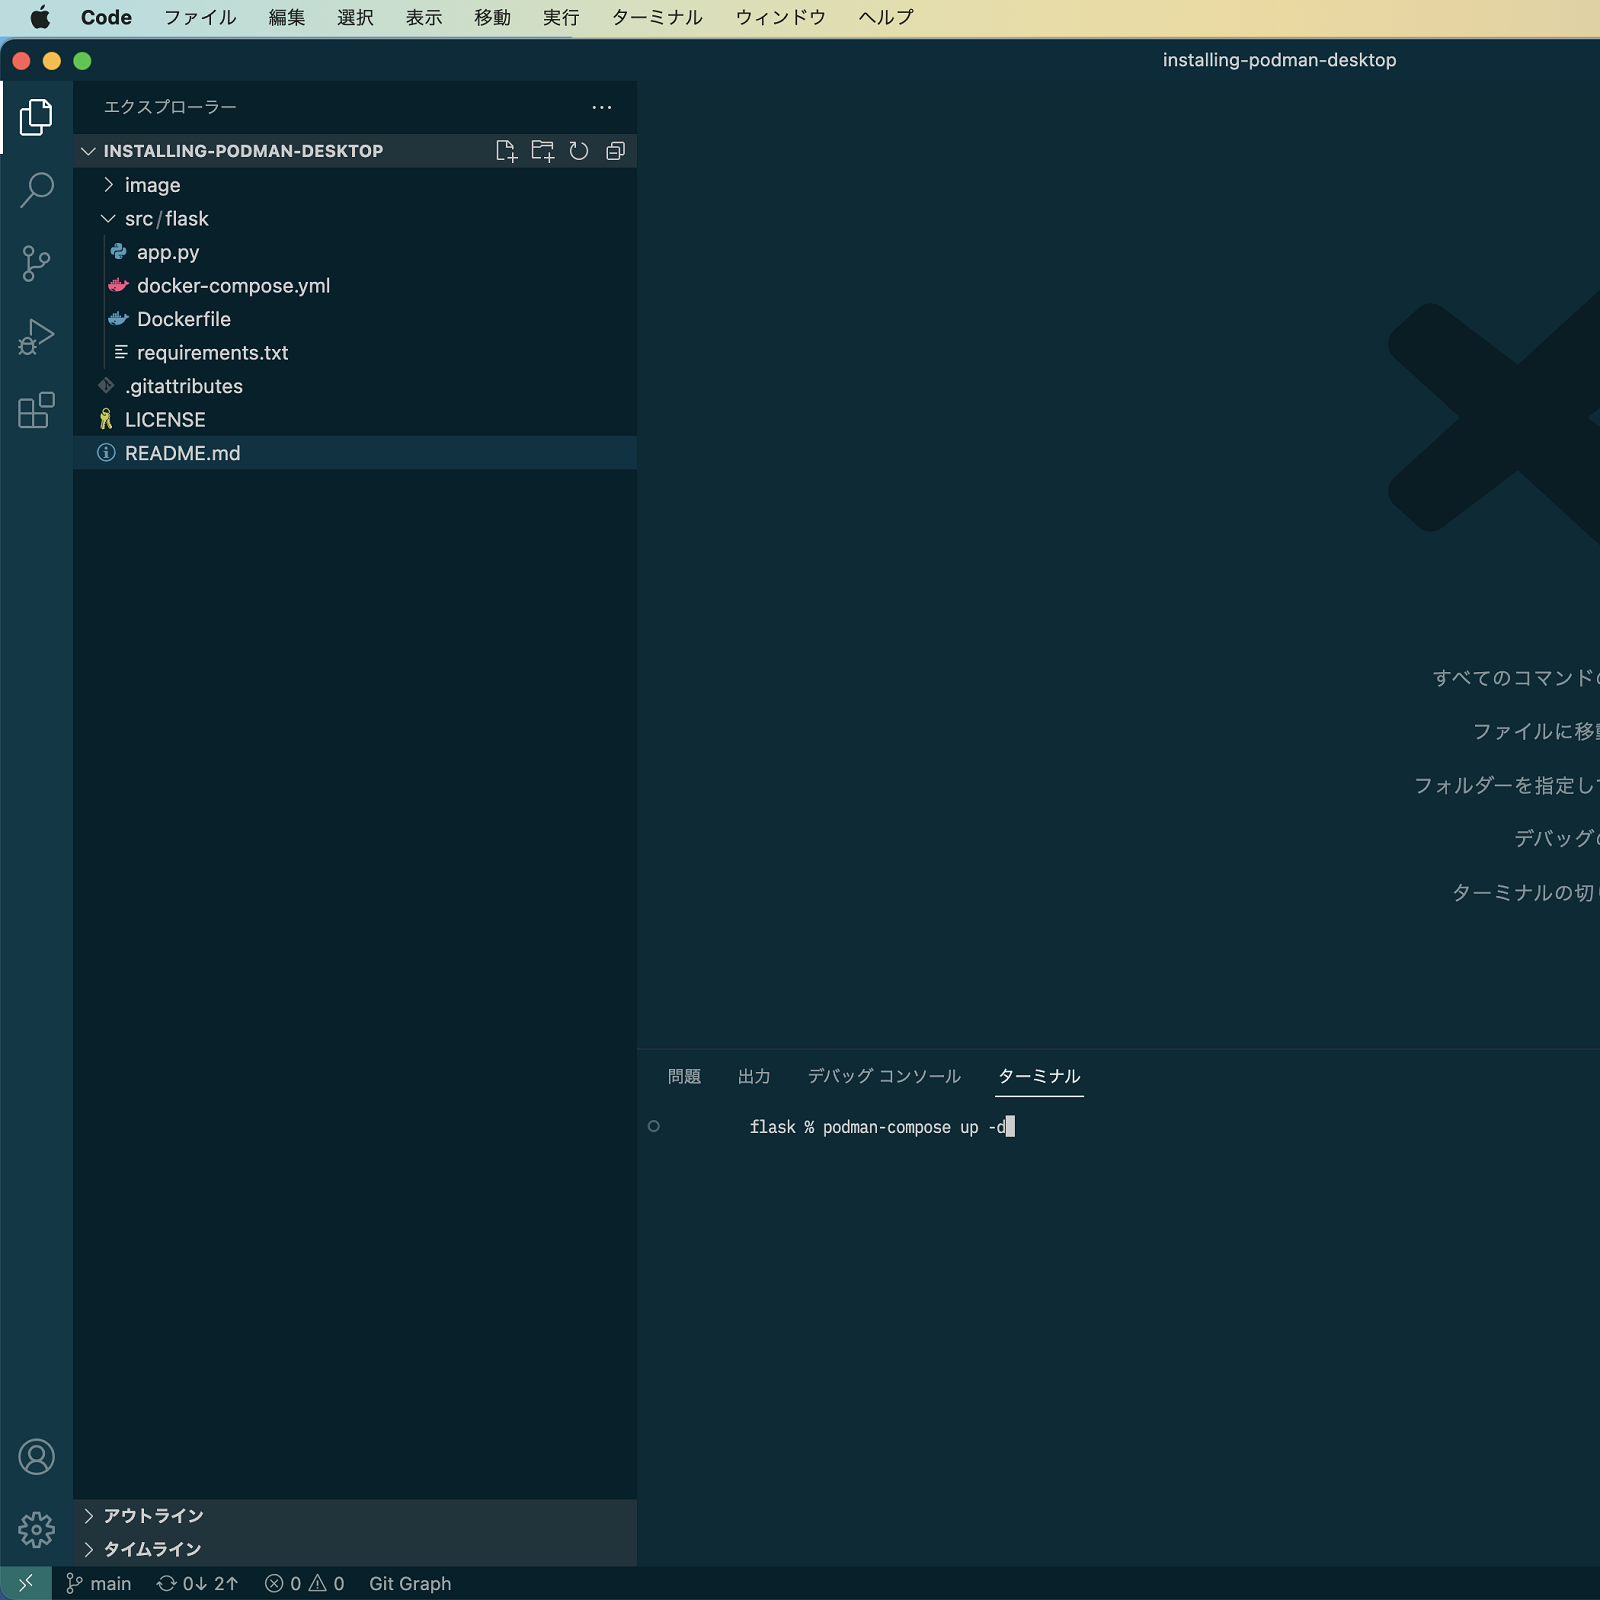 Code ファイル 編集 選択 表示 移動 実行 ターミナル ウィンドウ ヘルプ
installing-podman-desktop
エクスプローラー
INSTALLING-PODMAN-DESKTOP
image
src/flask
app.py
docker-compose.yml
Dockerfile
requirements.txt
.gitattributes
LICENSE
README.md
すべてのコマンド
ファイルに移
フォルダーを指定し
デバッグ
ターミナルの切
問題 出力 デバッグ コンソール ターミナル
flask % podman-compose up -d
アウトライン
タイムライン
main 0↓ 2↑ 0 0 Git Graph